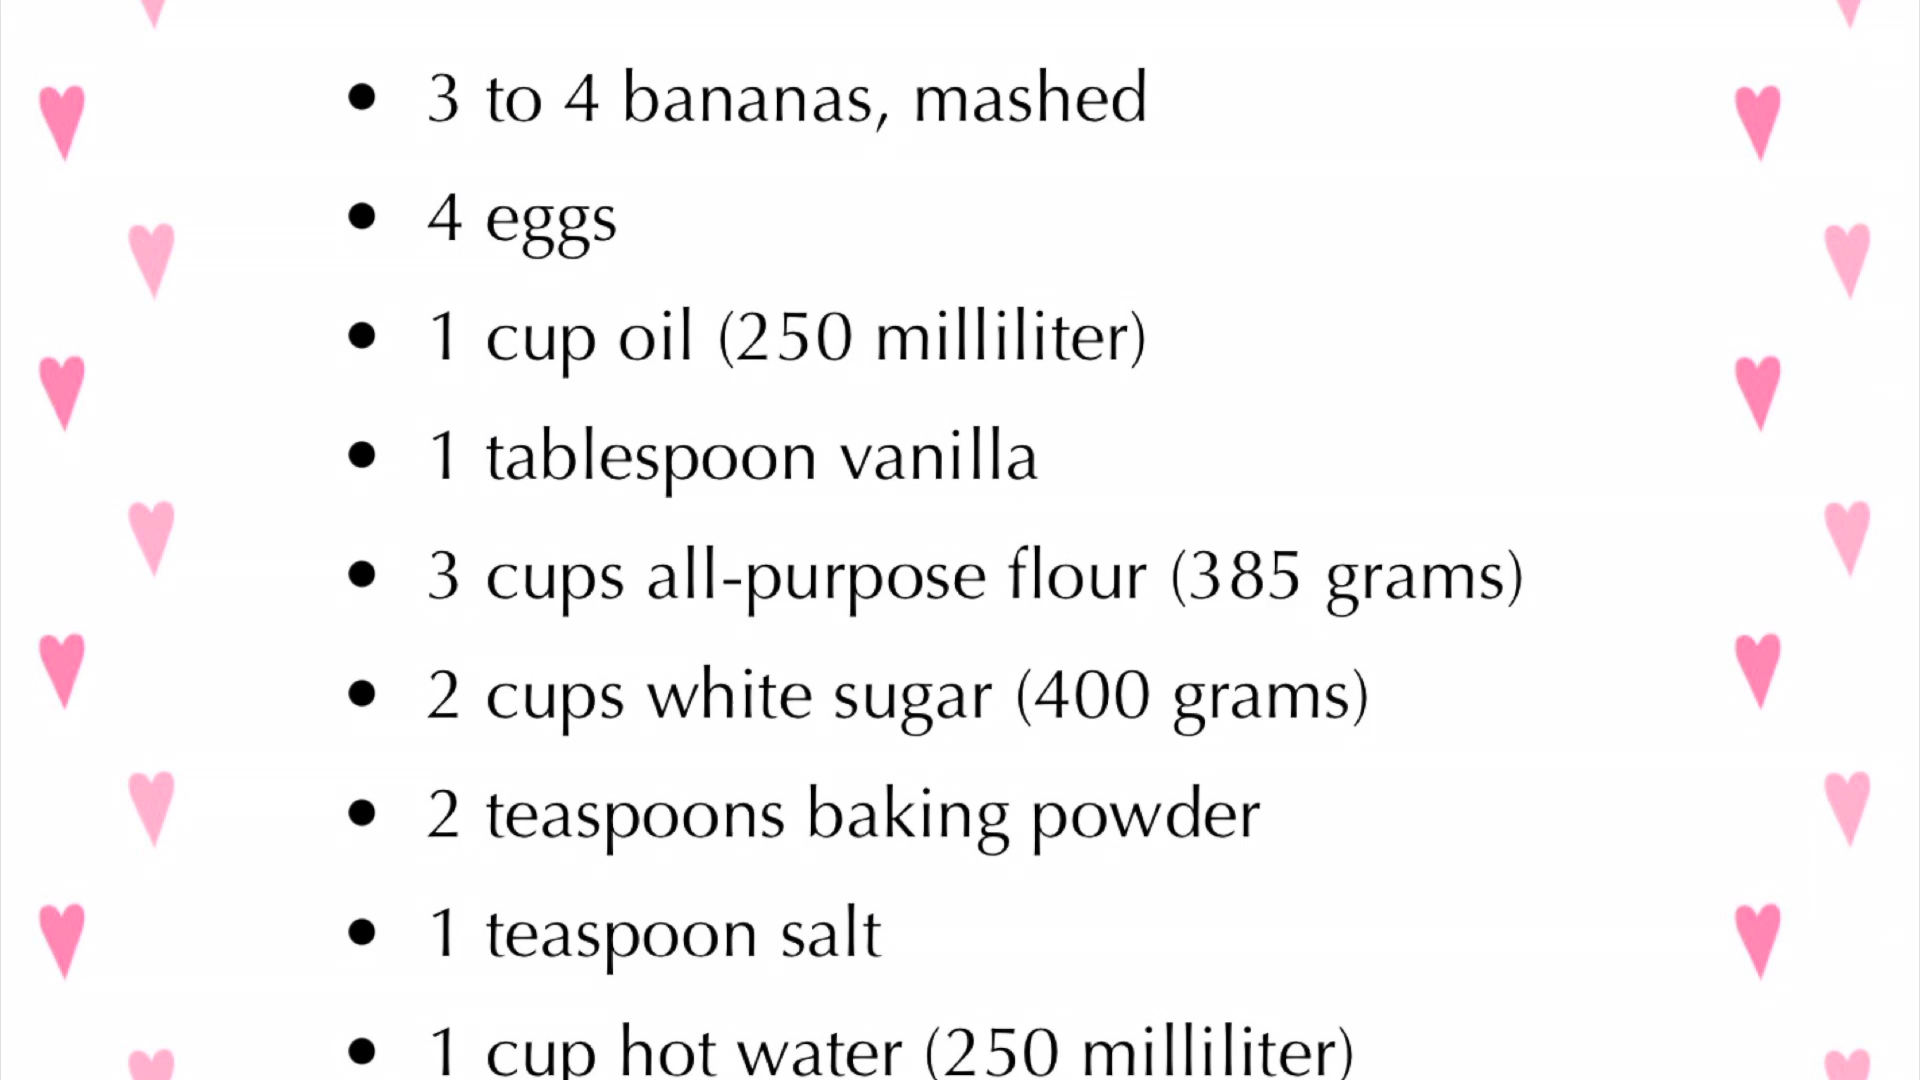 • 3 to 4 bananas, mashed
• 4 eggs
• 1 cup oil (250 milliliter)
• 1 tablespoon vanilla
• 3 cups all-purpose flour (385 grams)
• 2 cups white sugar (400 grams)
• 2 teaspoons baking powder
• 1 teaspoon salt
• 1 cup hot water (250 milliliter)